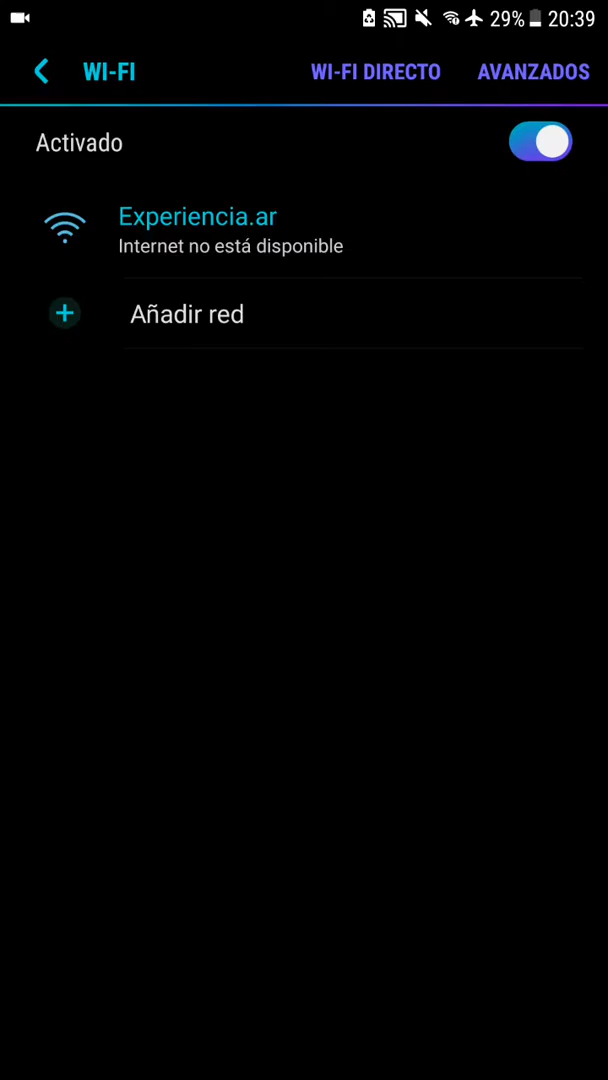 29% 20:39
WI-FI WI-FI DIRECTO AVANZADOS
Activado
Experiencia.ar
Internet no está disponible
Añadir red